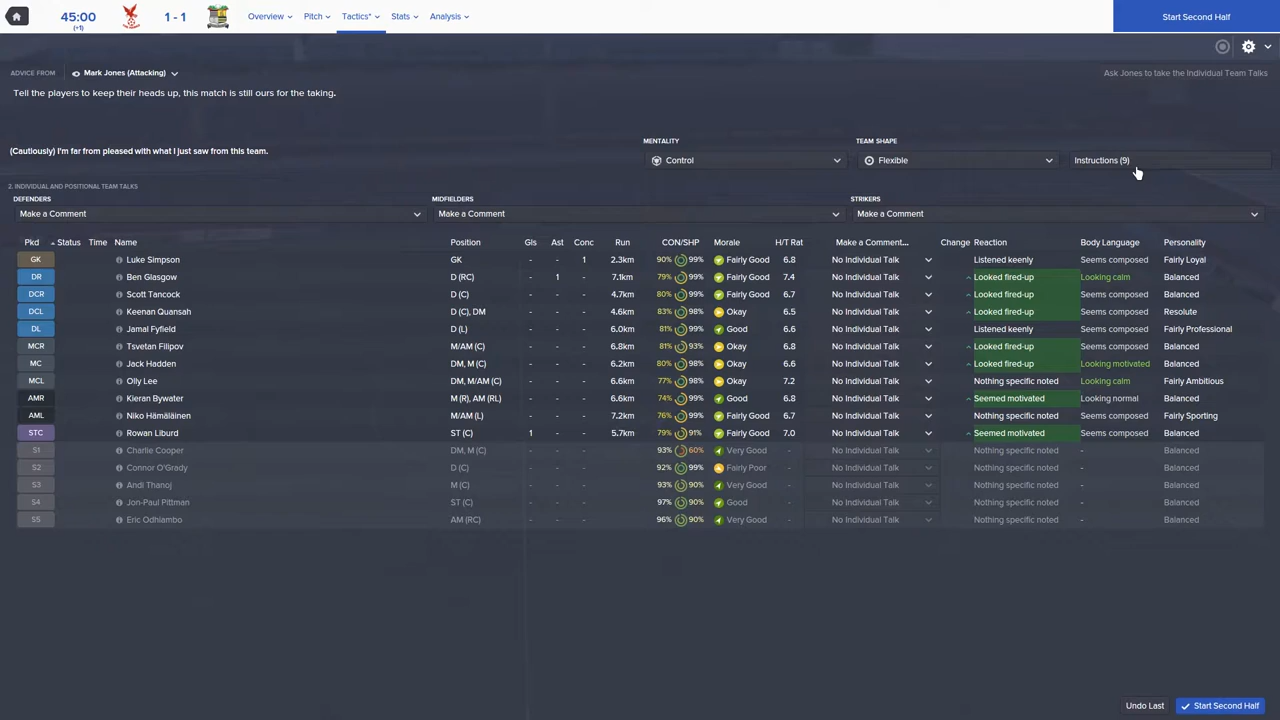 45:00 (+1) 1 - 1 Overview Pitch Tactics* Stats Analysis Start Second Half
ADVICE FROM Mark Jones (Attacking) Ask Jones to take the Individual Team Talks
Tell the players to keep their heads up, this match is still ours for the taking.
MENTALITY TEAM SHAPE
(Cautiously) I'm far from pleased with what I just saw from this team.
Control Flexible Instructions (9)
2. INDIVIDUAL AND POSITIONAL TEAM TALKS
DEFENDERS MIDFIELDERS STRIKERS
Make a Comment Make a Comment Make a Comment
Pkd Status Time Name Position Gls Ast Conc Run CON/SHP Morale H/T Rat Make a Comment... Change Reaction Body Language Personality
GK Luke Simpson GK - - 1 2.3km 90% 99% Fairly Good 6.8 No Individual Talk Listened keenly Seems composed Fairly Loyal
DR Ben Glasgow D (RC) - 1 - 7.1km 79% 99% Fairly Good 7.4 No Individual Talk Looked fired-up Looking calm Balanced
DCR Scott Tancock D (C) - - - 4.7km 80% 99% Fairly Good 6.7 No Individual Talk Looked fired-up Seems composed Balanced
DCL Keenan Quansah D (C), DM - - - 4.6km 83% 98% Okay 6.5 No Individual Talk Looked fired-up Seems composed Resolute
DL Jamal Fyfield D (L) - - - 6.0km 81% 99% Good 6.6 No Individual Talk Listened keenly Seems composed Fairly Professional
MCR Tsvetan Filipov M/AM (C) - - - 6.8km 81% 93% Okay 6.8 No Individual Talk Looked fired-up Seems composed Balanced
MC Jack Hadden DM, M (C) - - - 6.2km 80% 98% Okay 6.6 No Individual Talk Looked fired-up Looking motivated Balanced
MCL Olly Lee DM, M/AM (C) - - - 6.6km 77% 98% Okay 7.2 No Individual Talk Nothing specific noted Looking calm Fairly Ambitious
AMR Kieran Bywater M (R), AM (RL) - - - 6.6km 74% 99% Good 6.8 No Individual Talk Seemed motivated Looking normal Balanced
AML Niko Hämäläinen M/AM (L) - - - 7.2km 76% 99% Fairly Good 6.7 No Individual Talk Nothing specific noted Seems composed Fairly Sporting
STC Rowan Liburd ST (C) 1 - - 5.7km 79% 91% Fairly Good 7.0 No Individual Talk Seemed motivated Seems composed Balanced
S1 Charlie Cooper DM, M (C) - - - - 93% 60% Very Good - No Individual Talk Nothing specific noted - Balanced
S2 Connor O'Grady D (C) - - - - 92% 99% Fairly Poor - No Individual Talk Nothing specific noted - Balanced
S3 Andi Thanoj M (C) - - - - 93% 90% Very Good - No Individual Talk Nothing specific noted - Balanced
S4 Jon-Paul Pittman ST (C) - - - - 97% 90% Good - No Individual Talk Nothing specific noted - Balanced
S5 Eric Odhiambo AM (RC) - - - - 96% 90% Very Good - No Individual Talk Nothing specific noted - Balanced
Undo Last Start Second Half